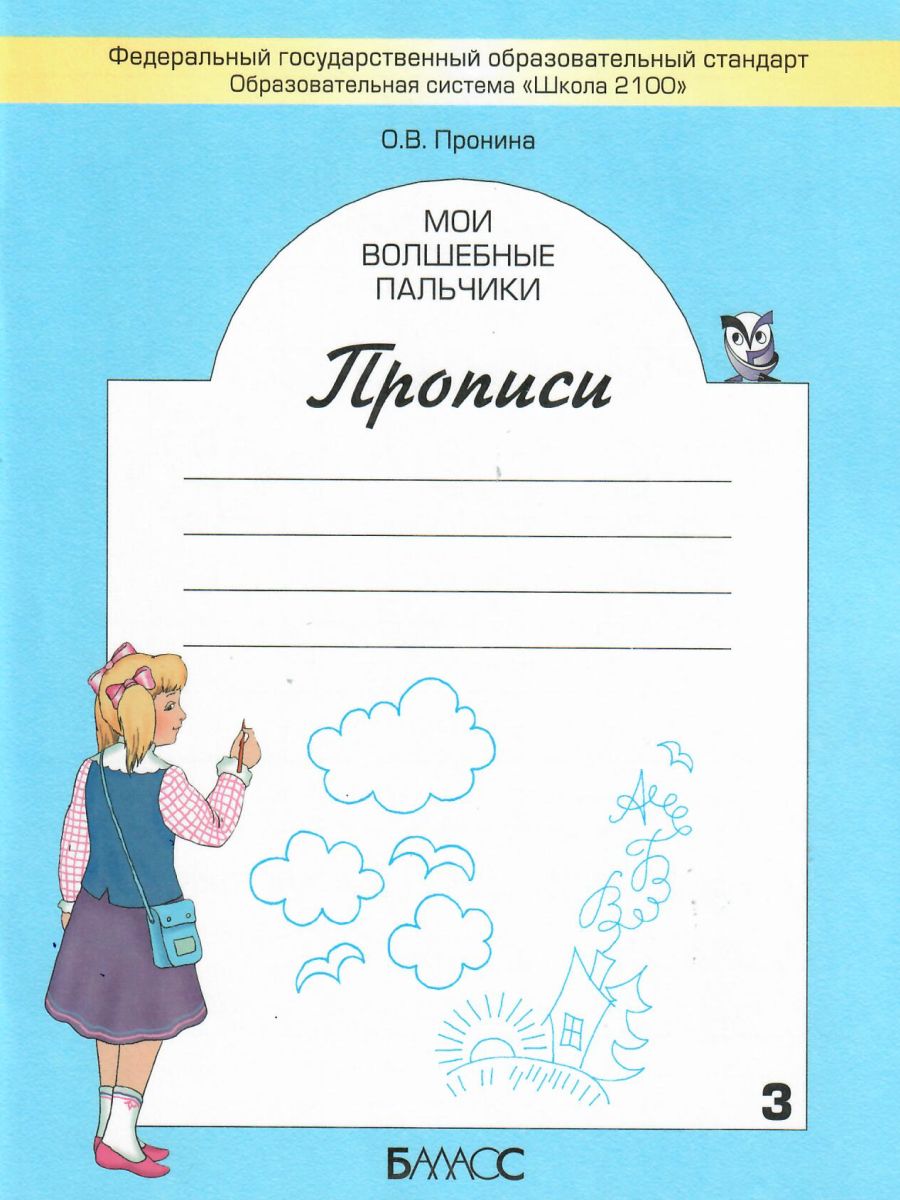 Федеральный государственный образовательный стандарт
Образовательная система «Школа 2100»
О.В. Пронина
МОИ
ВОЛШЕБНЫЕ
ПАЛЬЧИКИ
Прописи
А
Б
В
3
БАЛАСС